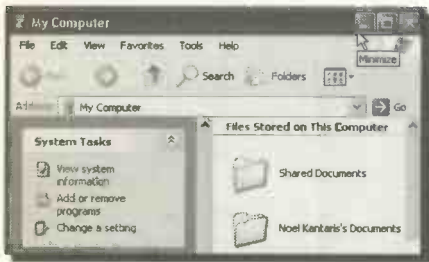 My Computer
File Edit View Favorites Tools Help
Minimize
Search Folders
My Computer Go
System Tasks
View system
information
Add or remove
programs
Change a setting
Files Stored on This Computer
Shared Documents
Noel Kantaris's Documents